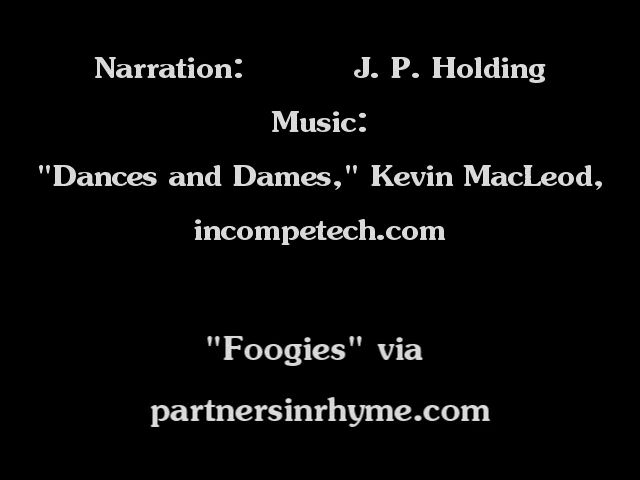 Narration: J. P. Holding
Music:
"Dances and Dames," Kevin MacLeod,
incompetech.com
"Foogies" via
partnersinrhyme.com